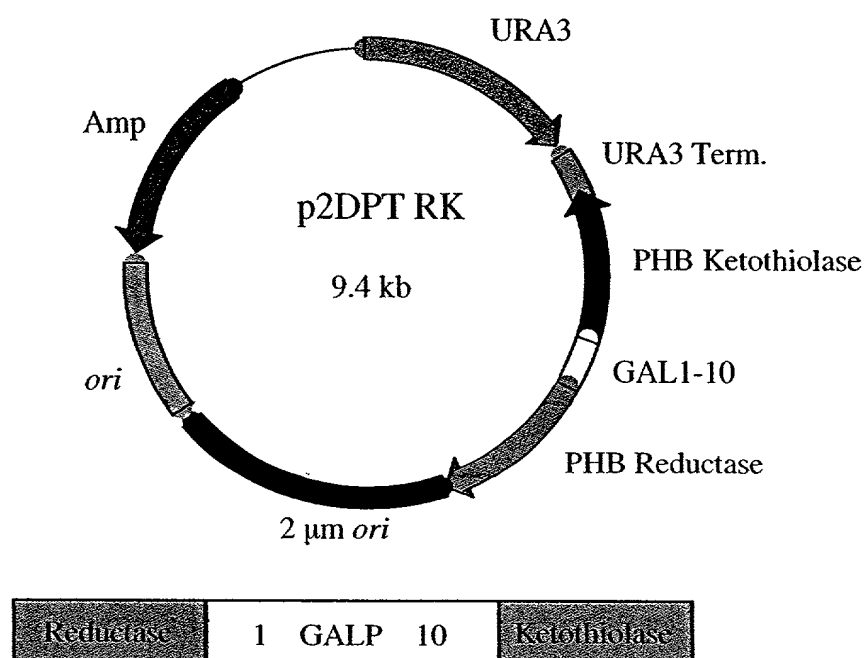 URA3
Amp
URA3 Term.
p2DPT RK
PHB Ketothiolase
9.4 kb
ori
GAL1-10
PHB Reductase
2 µm ori
Reductase 1 GALP 10 Ketothiolase